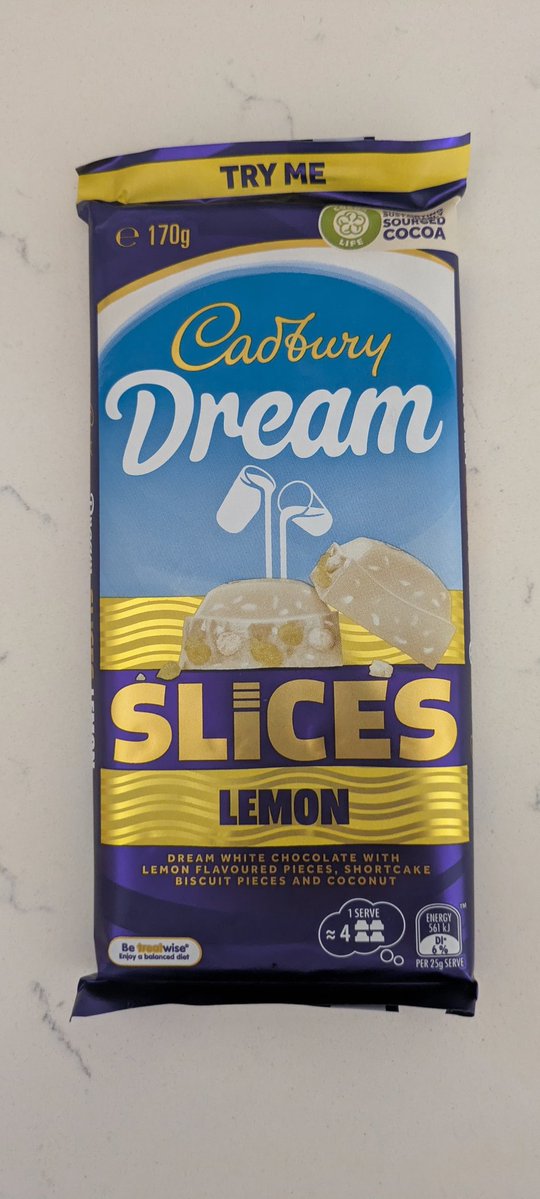 TRY ME
e 170g
LIFE
SOURCED
COCOA
Cadbury
Dream
SLiCES
LEMON
DREAM WHITE CHOCOLATE WITH
LEMON FLAVOURED PIECES, SHORTCAKE
BISCUIT PIECES AND COCONUT
1 SERVE
≈ 4
ENERGY
561 kJ
DI*
6%
PER 25g SERVE
TM
Be treatwise®
Enjoy a balanced diet